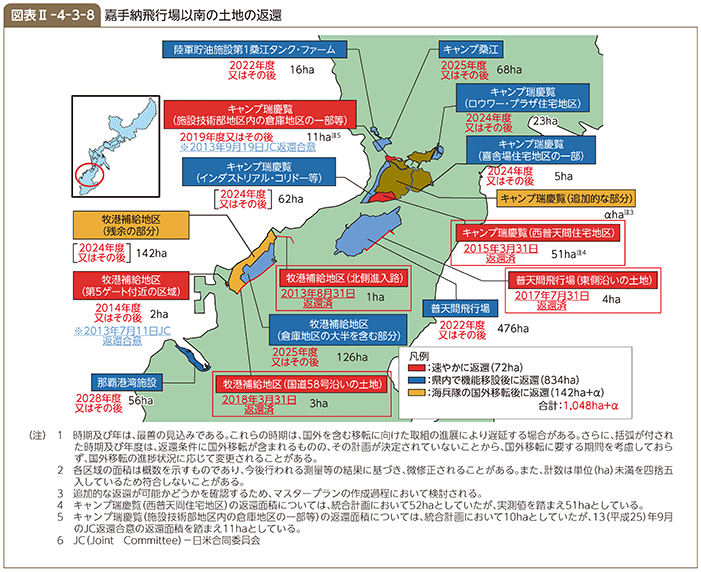 図表Ⅱ-4-3-8 嘉手納飛行場以南の土地の返還
陸軍貯油施設第1桑江タンク・ファーム
2022年度
又はその後
16ha
キャンプ桑江
2025年度
又はその後
68ha
キャンプ瑞慶覧
(施設技術部地区内の倉庫地区の一部等)
2019年度又はその後
11ha注5
※2013年9月19日JC返還合意
キャンプ瑞慶覧
(ロウワー・プラザ住宅地区)
2024年度
又はその後
23ha
キャンプ瑞慶覧
(インダストリアル・コリドー等)
2024年度
又はその後
62ha
キャンプ瑞慶覧
(喜舎場住宅地区の一部)
2024年度
又はその後
5ha
キャンプ瑞慶覧(追加的な部分)
αha注3
牧港補給地区
(残余の部分)
2024年度
又はその後
142ha
キャンプ瑞慶覧(西普天間住宅地区)
2015年3月31日
返還済
51ha注4
牧港補給地区
(第5ゲート付近の区域)
2014年度
又はその後
2ha
※2013年7月11日JC
返還合意
牧港補給地区(北側進入路)
2013年8月31日
返還済
1ha
普天間飛行場(東側沿いの土地)
2017年7月31日
返還済
4ha
普天間飛行場
2022年度
又はその後
476ha
牧港補給地区
(倉庫地区の大半を含む部分)
2025年度
又はその後
126ha
那覇港湾施設
2028年度
又はその後
56ha
牧港補給地区(国道58号沿いの土地)
2018年3月31日
返還済
3ha
凡例
:速やかに返還(72ha)
:県内で機能移設後に返還(834ha)
:海兵隊の国外移転後に返還(142ha+α)
合計:1,048ha+α
(注) 1 時期及び年は、最善の見込みである。これらの時期は、国外を含む移転に向けた取組の進展により遅延する場合がある。さらに、括弧が付された時期及び年度は、返還条件に国外移転が含まれるものの、その計画が決定されていないことから、国外移転に要する期間を考慮しておらず、国外移転の進捗状況に応じて変更されることがある。
2 各区域の面積は概数を示すものであり、今後行われる測量等の結果に基づき、微修正されることがある。また、計数は単位(ha)未満を四捨五入しているため符合しないことがある。
3 追加的な返還が可能かどうかを確認するため、マスタープランの作成過程において検討される。
4 キャンプ瑞慶覧(西普天間住宅地区)の返還面積については、統合計画において52haとしていたが、実測値を踏まえ51haとしている。
5 キャンプ瑞慶覧(施設技術部地区内の倉庫地区の一部等)の返還面積については、統合計画において10haとしていたが、13(平成25)年9月のJC返還合意の返還面積を踏まえ11haとしている。
6 JC(Joint Committee)-日米合同委員会